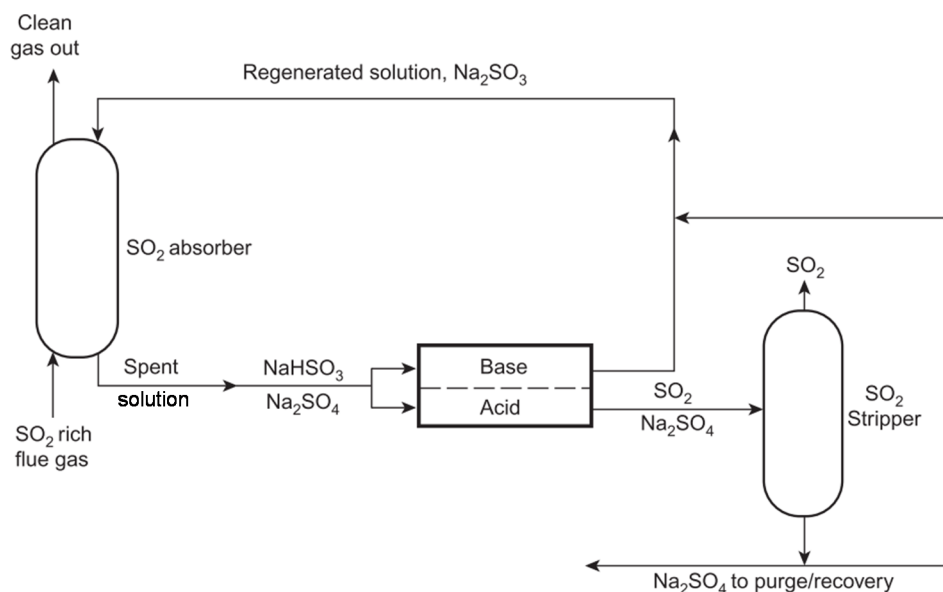 Clean
gas out
Regenerated solution, Na₂SO₃
SO₂ absorber
SO₂
Spent
solution
NaHSO₃
Na₂SO₄
Base
Acid
SO₂
Na₂SO₄
SO₂
Stripper
SO₂ rich
flue gas
Na₂SO₄ to purge/recovery